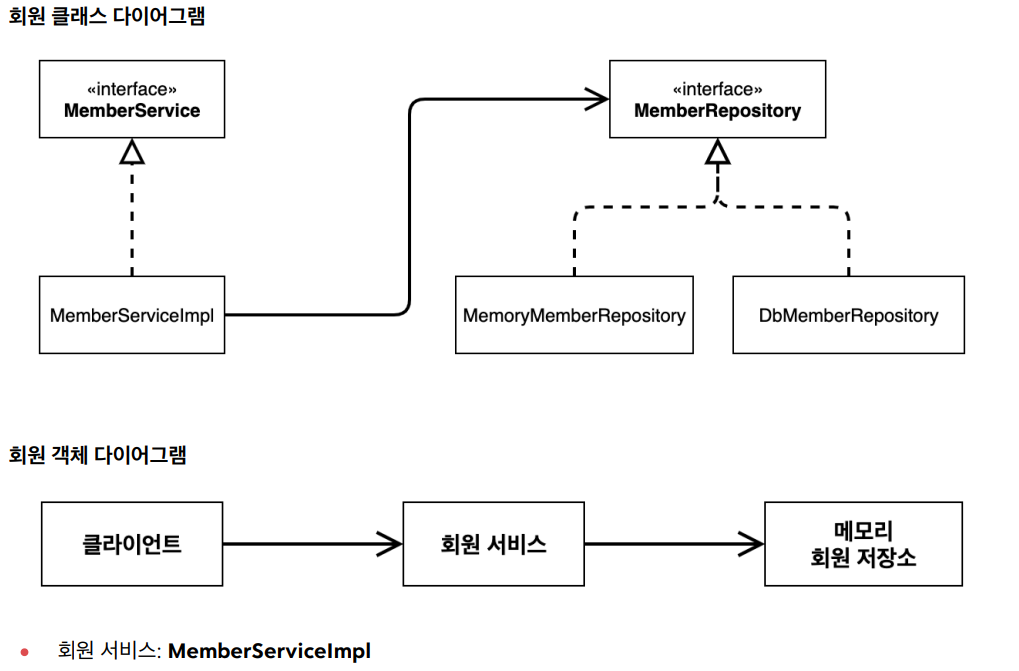 회원 클래스 다이어그램
«interface»
MemberService
«interface»
MemberRepository
MemberServiceImpl
MemoryMemberRepository
DbMemberRepository
회원 객체 다이어그램
클라이언트
회원 서비스
메모리
회원 저장소
• 회원 서비스: MemberServiceImpl